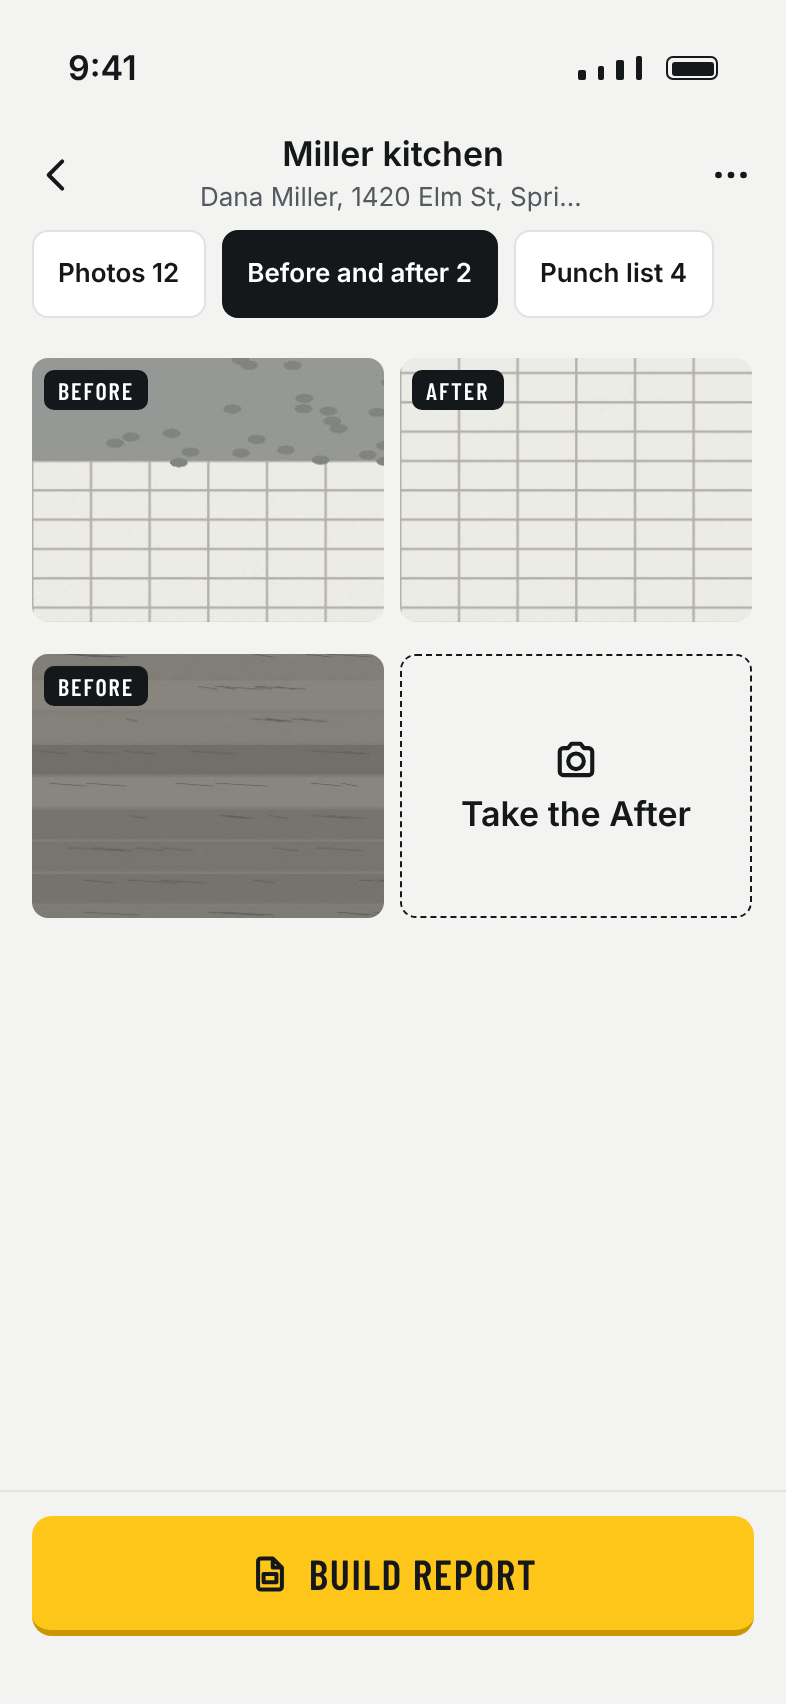 9:41
Miller kitchen
Dana Miller, 1420 Elm St, Spri...
Photos 12
Before and after 2
Punch list 4
BEFORE
AFTER
BEFORE
Take the After
BUILD REPORT